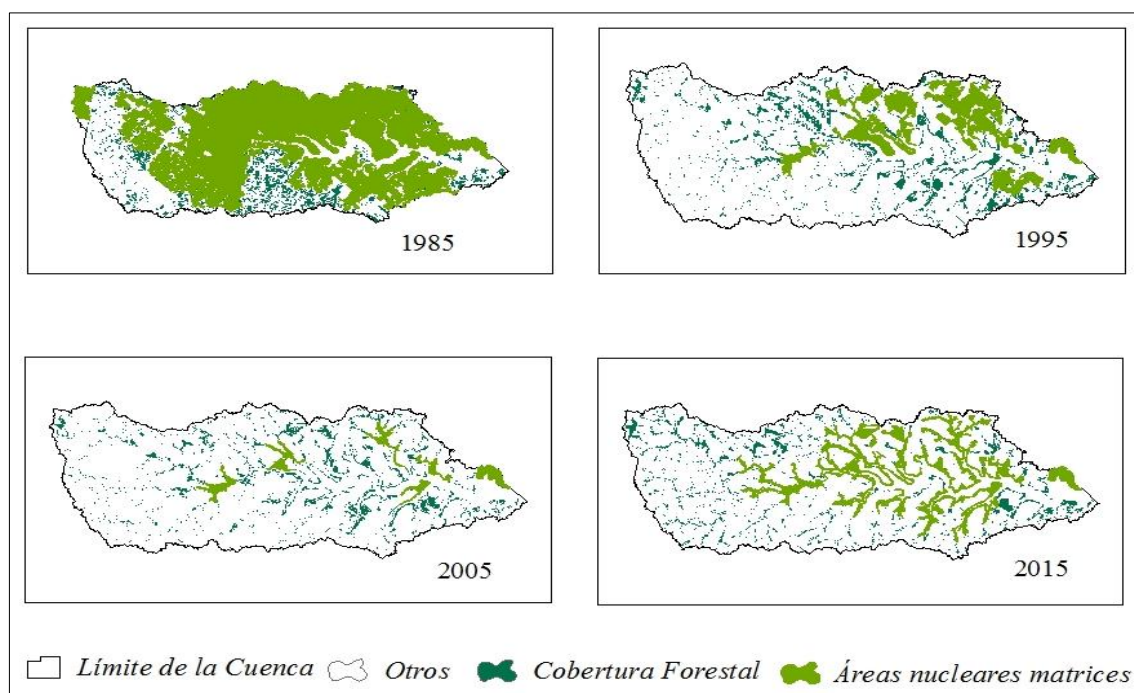 1985
1995
2005
2015
Límite de la Cuenca
Otros
Cobertura Forestal
Áreas nucleares matrices